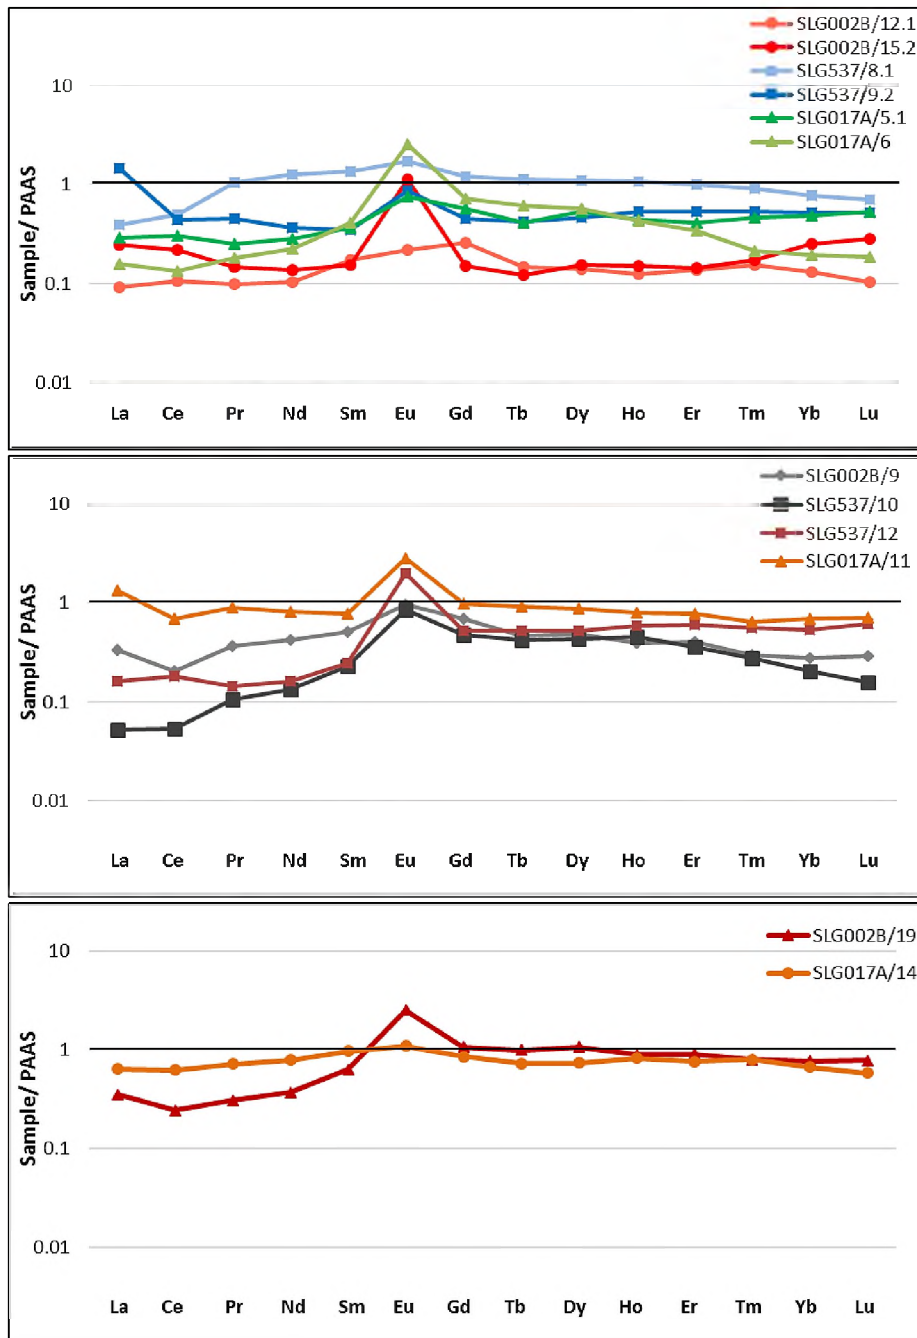 SLG002B/12.1
SLG002B/15.2
SLG537/8.1
SLG537/9.2
SLG017A/5.1
SLG017A/6
10
1
0.1
0.01
Sample/ PAAS
La Ce Pr Nd Sm Eu Gd Tb Dy Ho Er Tm Yb Lu
SLG002B/9
SLG537/10
SLG537/12
SLG017A/11
10
1
0.1
0.01
Sample/ PAAS
La Ce Pr Nd Sm Eu Gd Tb Dy Ho Er Tm Yb Lu
SLG002B/19
SLG017A/14
10
1
0.1
0.01
Sample/ PAAS
La Ce Pr Nd Sm Eu Gd Tb Dy Ho Er Tm Yb Lu